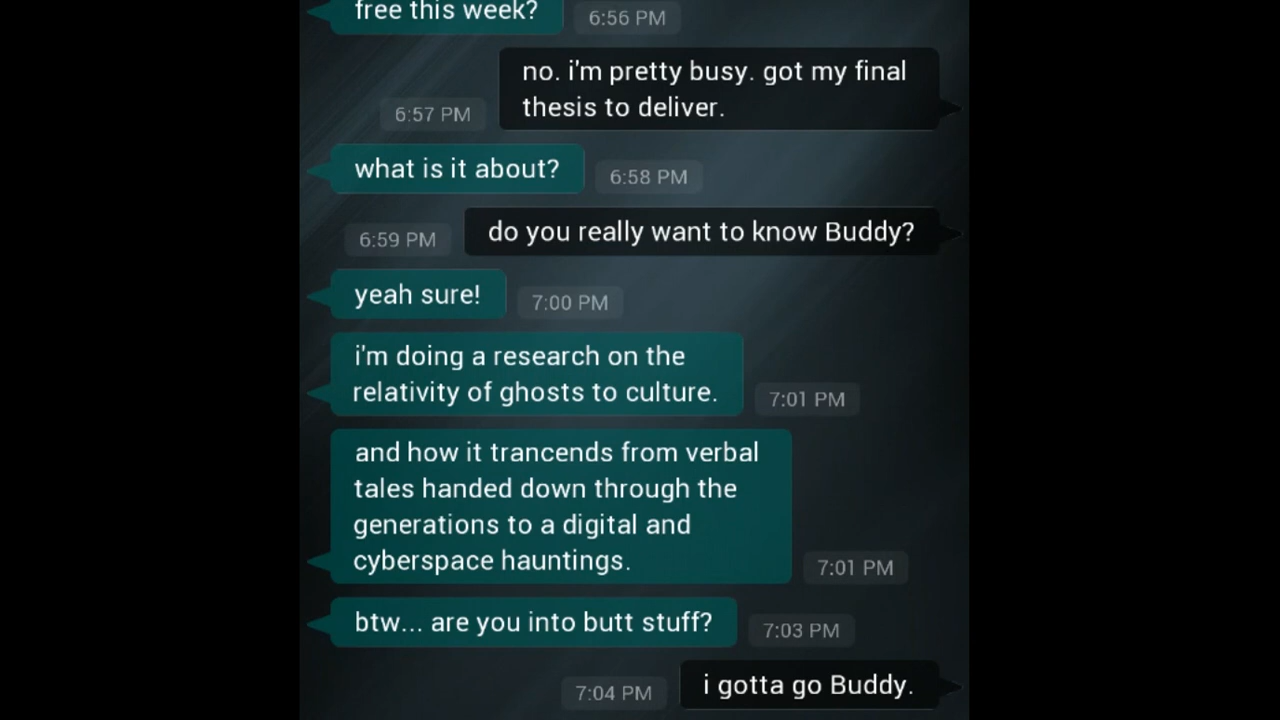 free this week?
6:56 PM
no. i'm pretty busy. got my final
thesis to deliver.
6:57 PM
what is it about?
6:58 PM
do you really want to know Buddy?
6:59 PM
yeah sure!
7:00 PM
i'm doing a research on the
relativity of ghosts to culture.
7:01 PM
and how it trancends from verbal
tales handed down through the
generations to a digital and
cyberspace hauntings.
7:01 PM
btw... are you into butt stuff?
7:03 PM
i gotta go Buddy.
7:04 PM